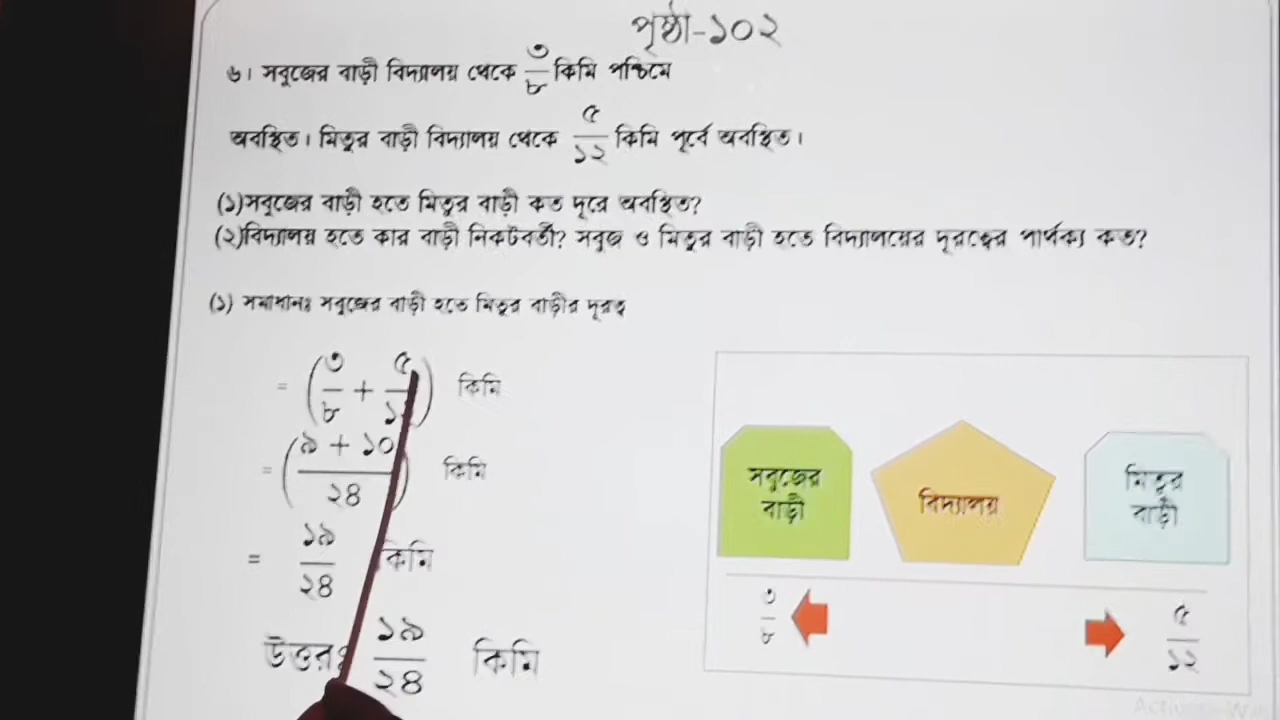 পৃষ্ঠা-১০২
৬। সবুজের বাড়ী বিদ্যালয় থেকে ৩/৮ কিমি পশ্চিমে
অবস্থিত। মিতুর বাড়ী বিদ্যালয় থেকে ৫/১২ কিমি পূর্বে অবস্থিত।
(১)সবুজের বাড়ী হতে মিতুর বাড়ী কত দূরে অবস্থিত?
(২)বিদ্যালয় হতে কার বাড়ী নিকটবর্তী? সবুজ ও মিতুর বাড়ী হতে বিদ্যালয়ের দূরত্বের পার্থক্য কত?
(১) সমাধানঃ সবুজের বাড়ী হতে মিতুর বাড়ীর দূরত্ব
= (৩/৮ + ৫/১২) কিমি
= (৯ + ১০/২৪) কিমি
= ১৯/২৪ কিমি
উত্তরঃ ১৯/২৪ কিমি
সবুজের
বাড়ী
বিদ্যালয়
মিতুর
বাড়ী
৩/৮
৫/১২